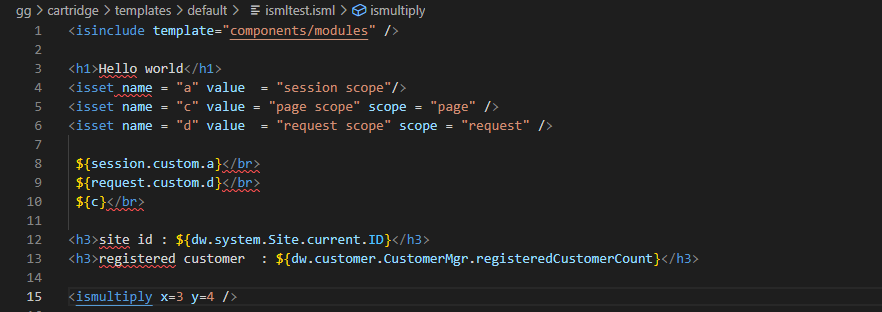 gg > cartridge > templates > default > ismltest.isml > ismultiply
1 <isinclude template="components/modules" />
2
3 <h1>Hello world</h1>
4 <isset name = "a" value  = "session scope"/>
5 <isset name = "c" value = "page scope" scope = "page" />
6 <isset name = "d" value  = "request scope" scope = "request" />
7
8 ${session.custom.a}</br>
9 ${request.custom.d}</br>
10 ${c}</br>
11
12 <h3>site id : ${dw.system.Site.current.ID}</h3>
13 <h3>registered customer  : ${dw.customer.CustomerMgr.registeredCustomerCount}</h3>
14
15 <ismultiply x=3 y=4 />